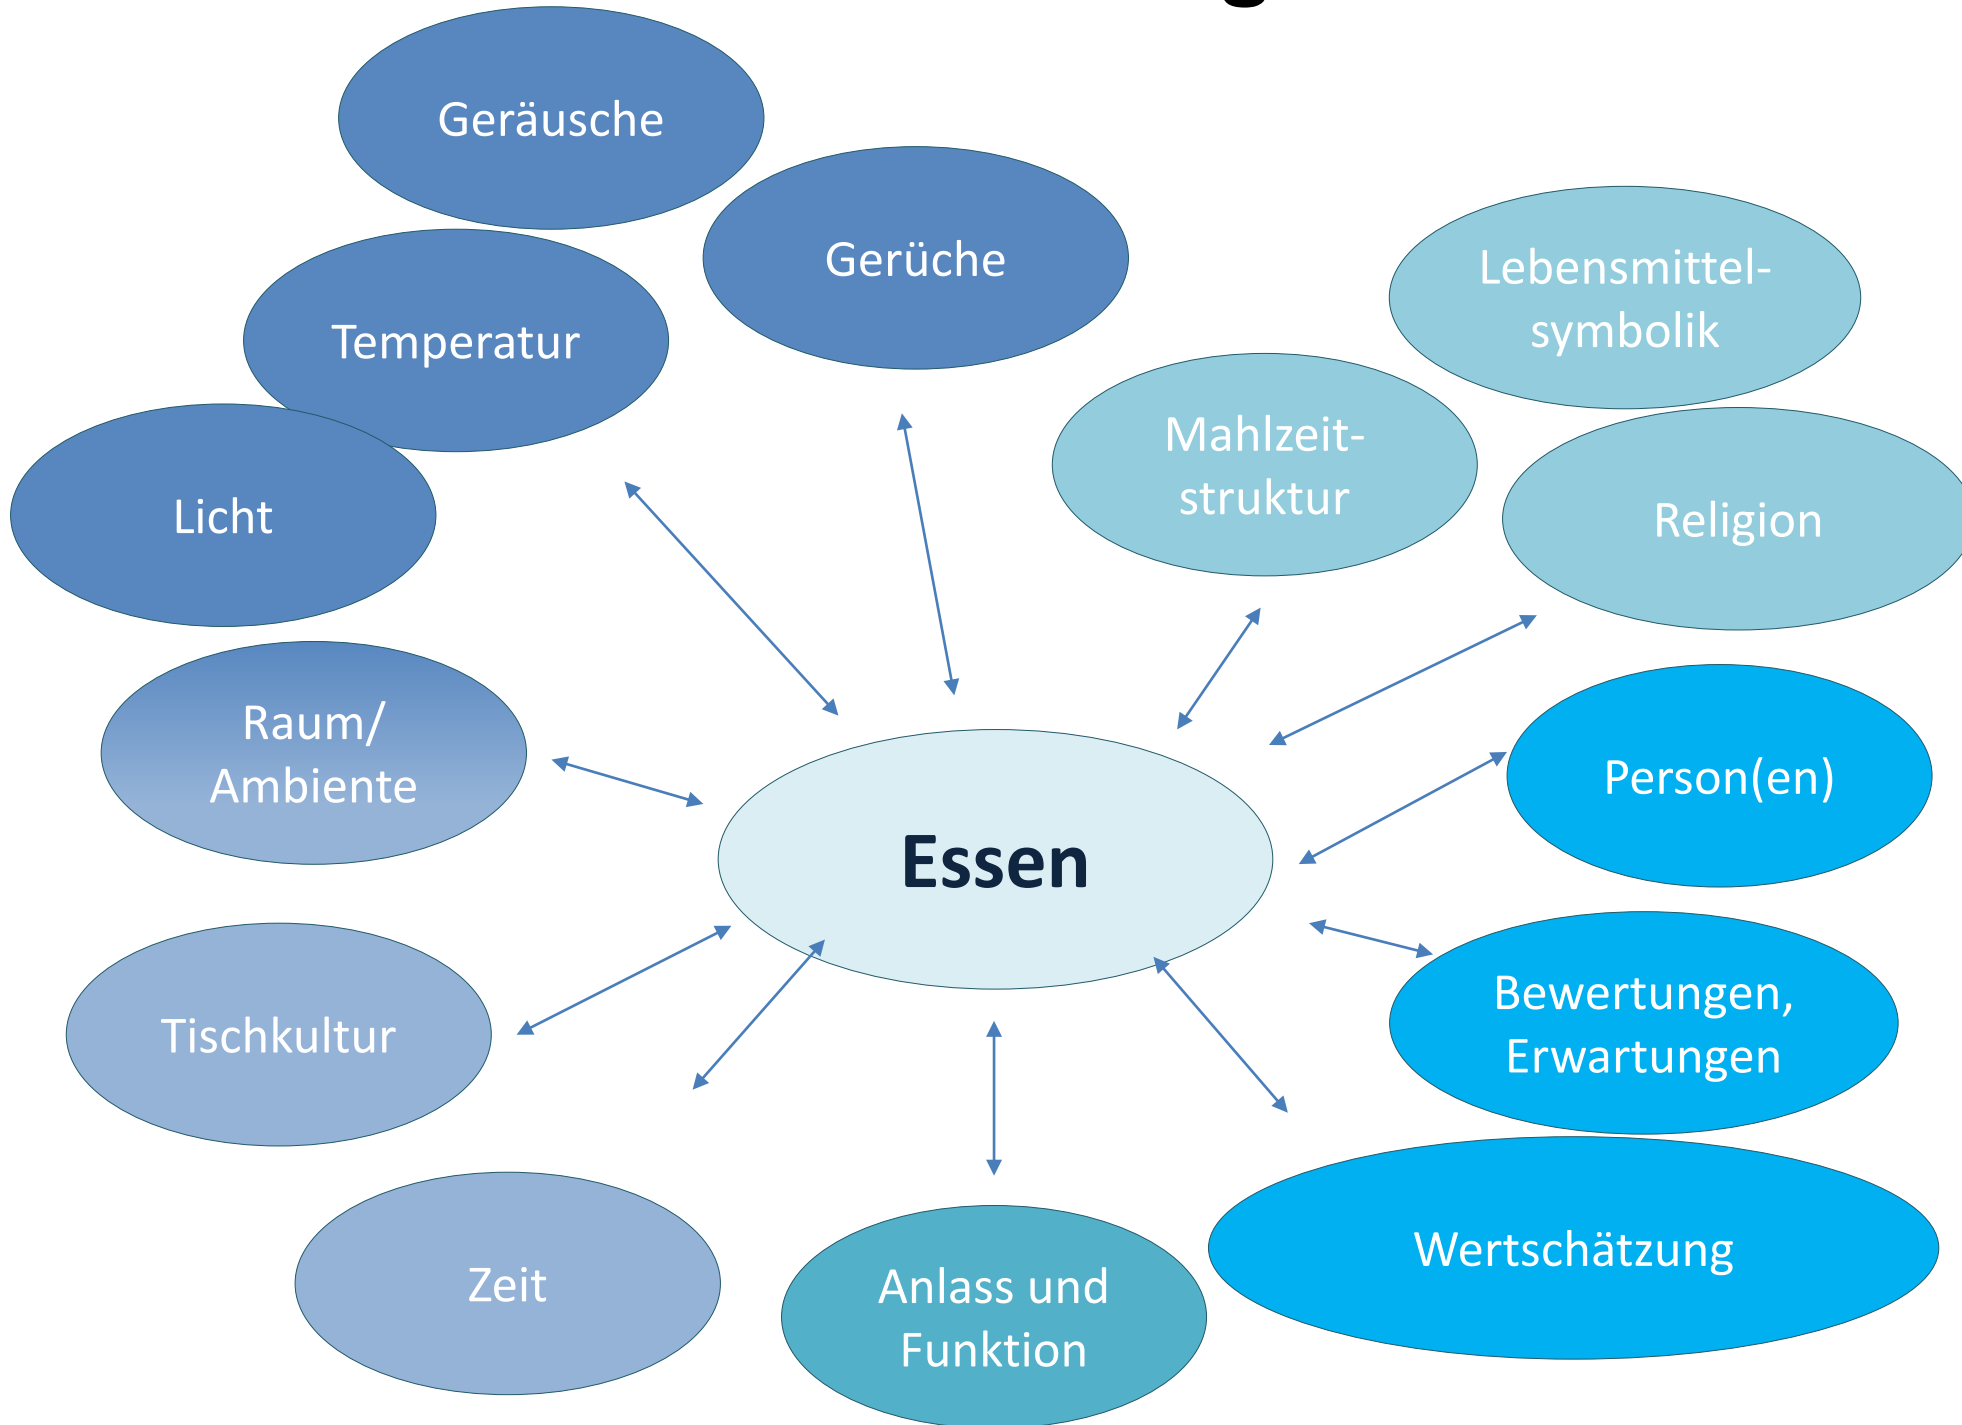 Geräusche
Gerüche
Lebensmittel-
symbolik
Temperatur
Mahlzeit-
struktur
Licht
Religion
Raum/
Ambiente
Person(en)
Essen
Bewertungen,
Erwartungen
Tischkultur
Wertschätzung
Zeit
Anlass und
Funktion